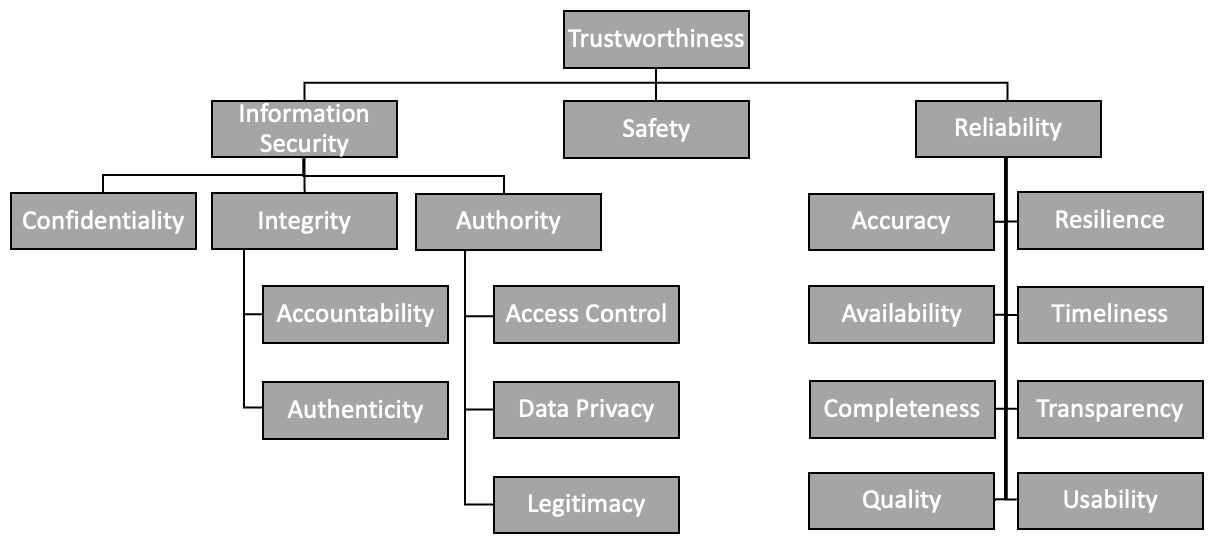 Trustworthiness
Information
Security
Safety
Reliability
Confidentiality
Integrity
Authority
Accuracy
Resilience
Accountability
Access Control
Availability
Timeliness
Authenticity
Data Privacy
Completeness
Transparency
Legitimacy
Quality
Usability